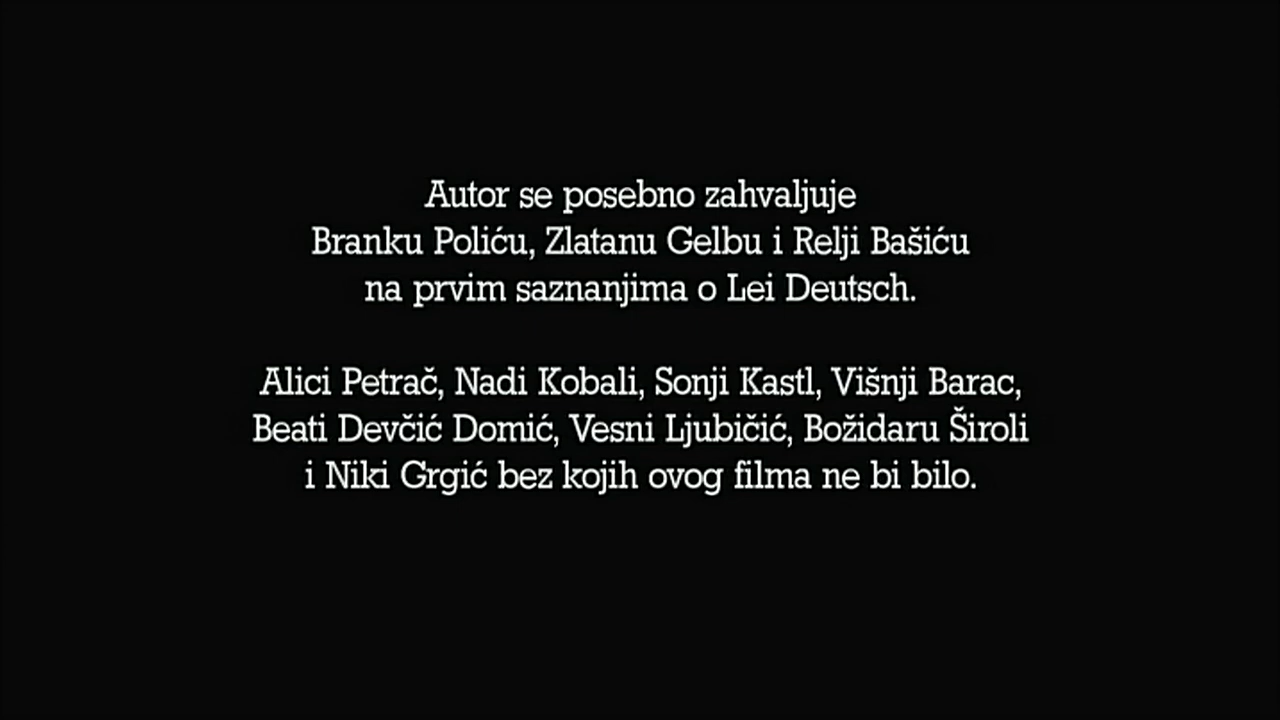 Autor se posebno zahvaljuje
Branku Poliću, Zlatanu Gelbu i Relji Bašiću
na prvim saznanjima o Lei Deutsch.
Alici Petrač, Nadi Kobali, Sonji Kastl, Višnji Barac,
Beati Devčić Domić, Vesni Ljubičić, Božidaru Široli
i Niki Grgić bez kojih ovog filma ne bi bilo.